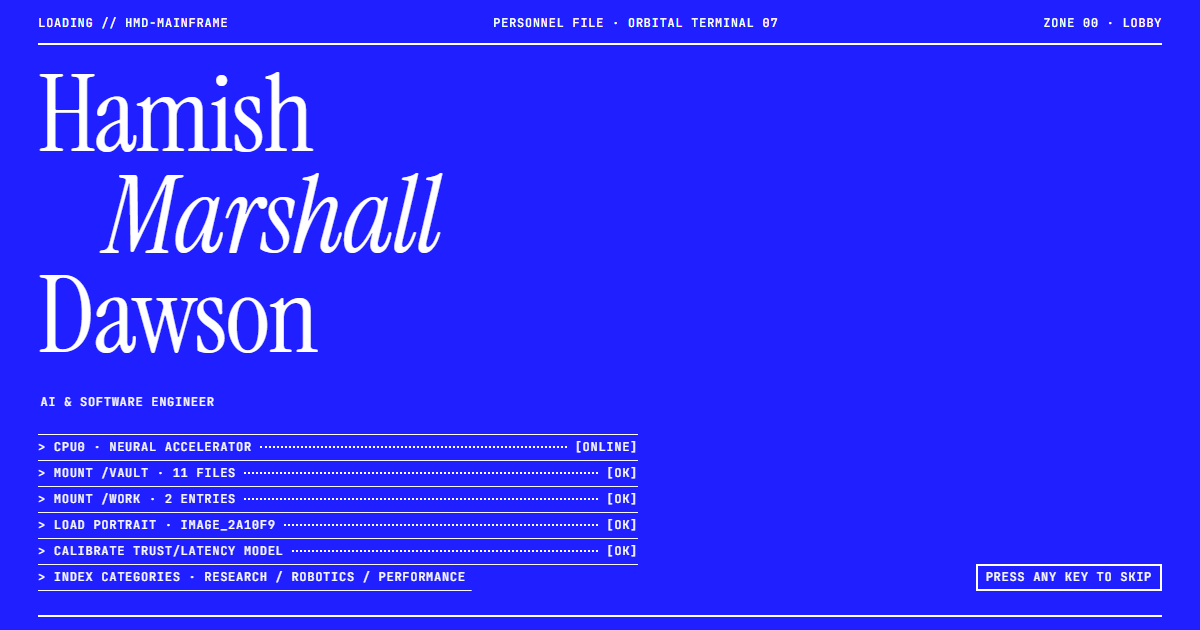 LOADING // HMD-MAINFRAME
PERSONNEL FILE · ORBITAL TERMINAL 07
ZONE 00 · LOBBY
Hamish
Marshall
Dawson
AI & SOFTWARE ENGINEER
> CPU0 · NEURAL ACCELERATOR [ONLINE]
> MOUNT /VAULT · 11 FILES [OK]
> MOUNT /WORK · 2 ENTRIES [OK]
> LOAD PORTRAIT · IMAGE_2A10F9 [OK]
> CALIBRATE TRUST/LATENCY MODEL [OK]
> INDEX CATEGORIES · RESEARCH / ROBOTICS / PERFORMANCE
PRESS ANY KEY TO SKIP